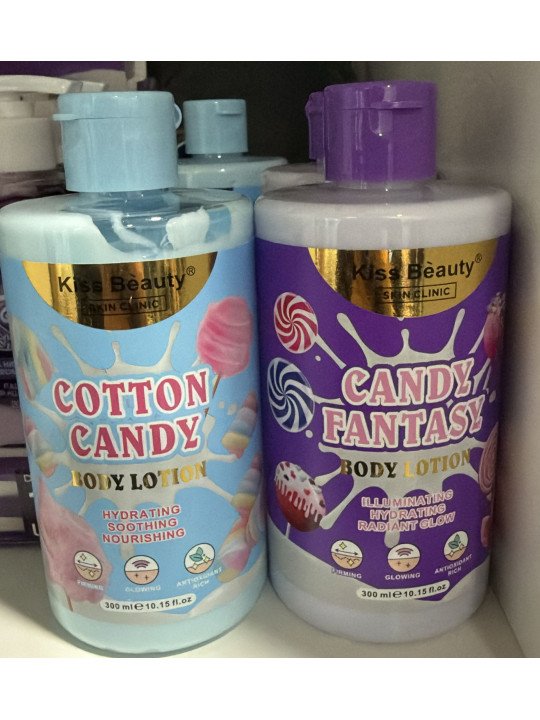 Kiss Beàuty®
SKIN CLINIC
COTTON
CANDY
BODY LOTION
HYDRATING
SOOTHING
NOURISHING
FIRMING
GLOWING
ANTIOXIDANT
RICH
300 ml e 10.15 fl.oz
Kiss Beàuty®
SKIN CLINIC
CANDY
FANTASY
BODY LOTION
ILLUMINATING
HYDRATING
RADIANT GLOW
FIRMING
GLOWING
ANTIOXIDANT
RICH
300 ml e 10.15 fl.oz